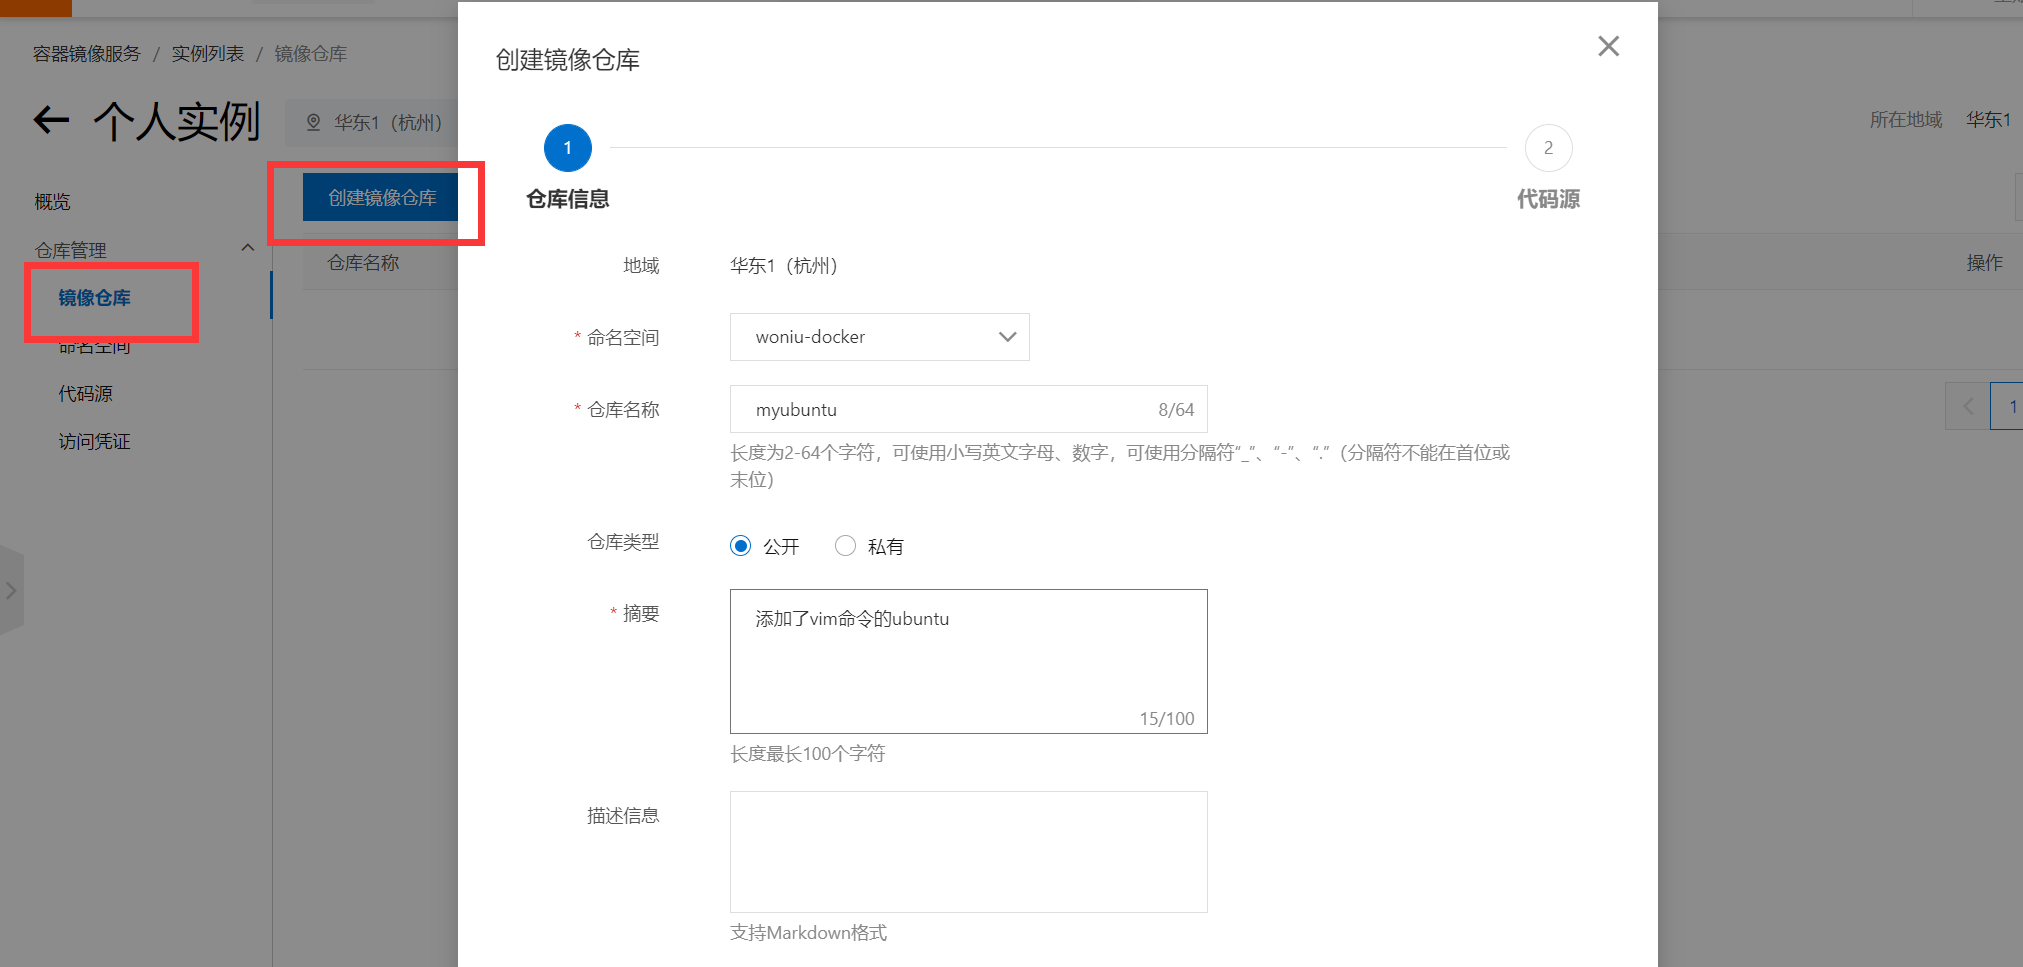 容器镜像服务 / 实例列表 / 镜像仓库
个人实例
华东1（杭州）
所在地域 华东1
概览
仓库管理
镜像仓库
命名空间
代码源
访问凭证
创建镜像仓库
仓库名称
操作
1
创建镜像仓库
1
2
仓库信息
代码源
地域 华东1（杭州）
* 命名空间 woniu-docker
* 仓库名称 myubuntu 8/64
长度为2-64个字符，可使用小写英文字母、数字，可使用分隔符“_”、“-”、“.”（分隔符不能在首位或
末位）
仓库类型 公开 私有
* 摘要 添加了vim命令的ubuntu
15/100
长度最长100个字符
描述信息
支持Markdown格式